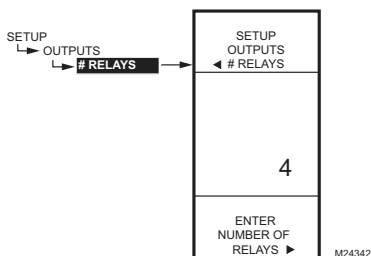 SETUP
OUTPUTS
# RELAYS
SETUP
OUTPUTS
◀ # RELAYS
4
ENTER
NUMBER OF
RELAYS ▶
M24342